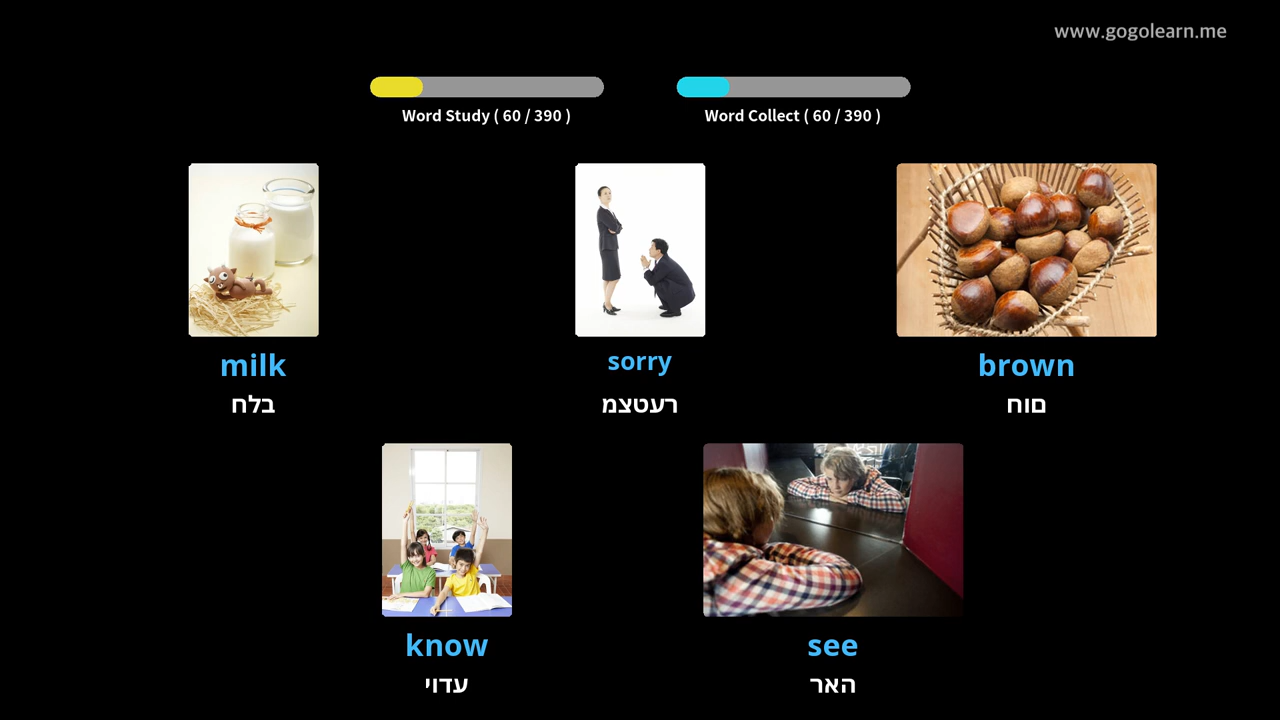 www.gogolearn.me
Word Study ( 60 / 390 )
Word Collect ( 60 / 390 )
milk
בלח
sorry
רעטצמ
brown
םוח
know
עדוי
see
האר